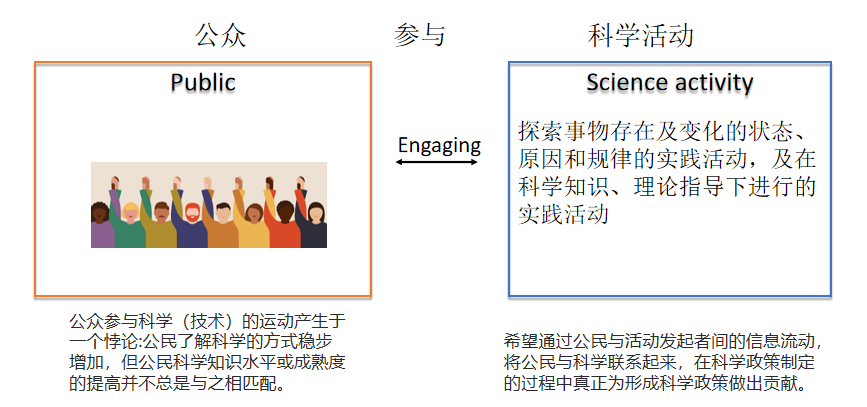 公众
参与
科学活动
Public
Engaging
Science activity
探索事物存在及变化的状态、
原因和规律的实践活动，及在
科学知识、理论指导下进行的
实践活动
公众参与科学（技术）的运动产生于
一个悖论:公民了解科学的方式稳步
增加，但公民科学知识水平或成熟度
的提高并不总是与之相匹配。
希望通过公民与活动发起者间的信息流动，
将公民与科学联系起来，在科学政策制定
的过程中真正为形成科学政策做出贡献。